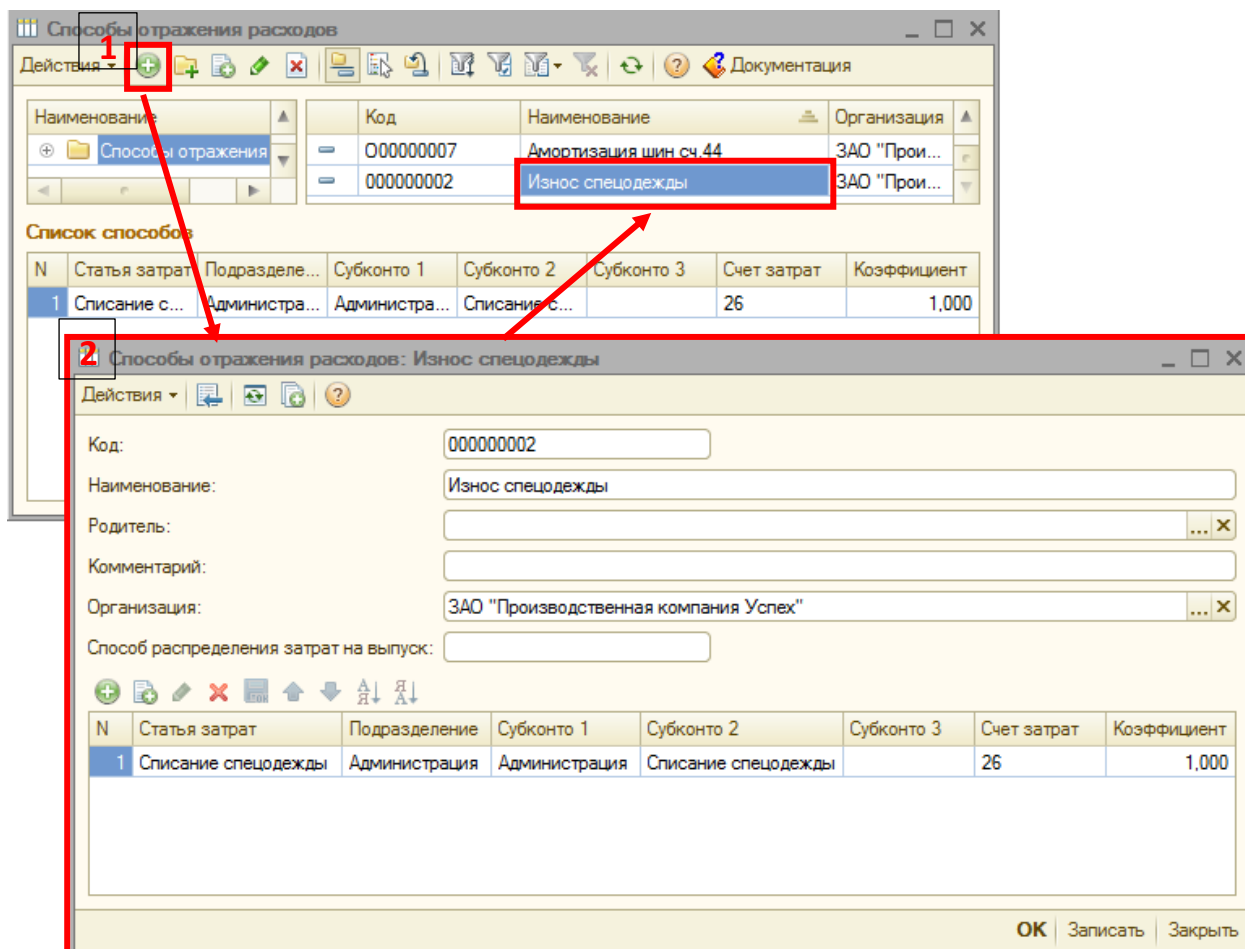 Способы отражения расходов
1
Действия Документация
Наименование Код Наименование Организация
Способы отражения О00000007 Амортизация шин сч.44 ЗАО "Прои...
000000002 Износ спецодежды ЗАО "Прои...
Список способов
N Статья затрат Подразделе... Субконто 1 Субконто 2 Субконто 3 Счет затрат Коэффициент
1 Списание с... Администра... Администра... Списание с... 26 1,000
2 Способы отражения расходов: Износ спецодежды
Действия
Код: 000000002
Наименование: Износ спецодежды
Родитель: ...
Комментарий:
Организация: ЗАО "Производственная компания Успех" ...
Способ распределения затрат на выпуск:
N Статья затрат Подразделение Субконто 1 Субконто 2 Субконто 3 Счет затрат Коэффициент
1 Списание спецодежды Администрация Администрация Списание спецодежды 26 1,000
ОК Записать Закрыть